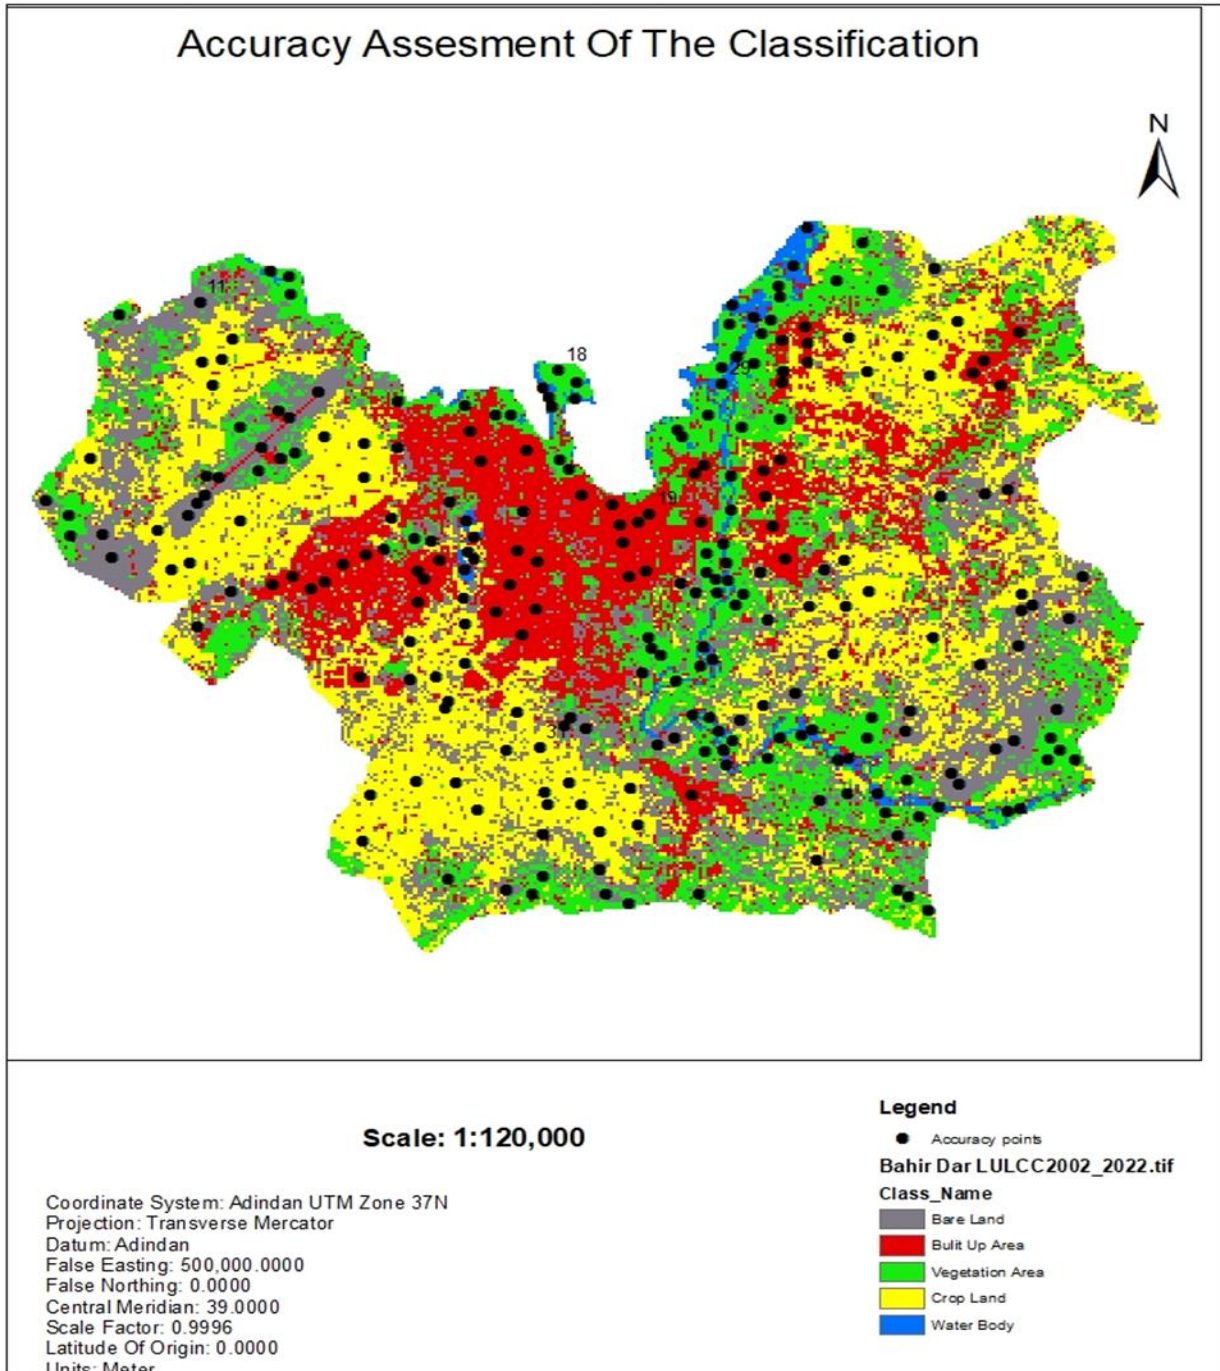 Accuracy Assesment Of The Classification
N
11
18
29
19
31
Scale: 1:120,000
Coordinate System: Adindan UTM Zone 37N
Projection: Transverse Mercator
Datum: Adindan
False Easting: 500,000.0000
False Northing: 0.0000
Central Meridian: 39.0000
Scale Factor: 0.9996
Latitude Of Origin: 0.0000
Units: Meter
Legend
Accuracy points
Bahir Dar LULCC2002_2022.tif
Class_Name
Bare Land
Bulit Up Area
Vegetation Area
Crop Land
Water Body